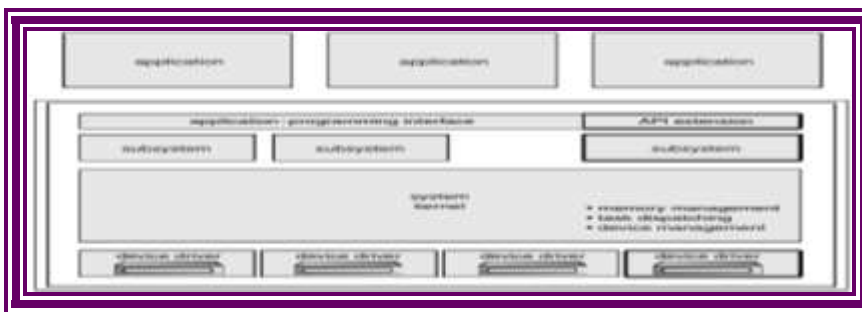 application application application
application programming interface API extension
subsystem subsystem subsystem
system
kernel
• memory management
• task dispatching
• device management
device driver device driver device driver device driver